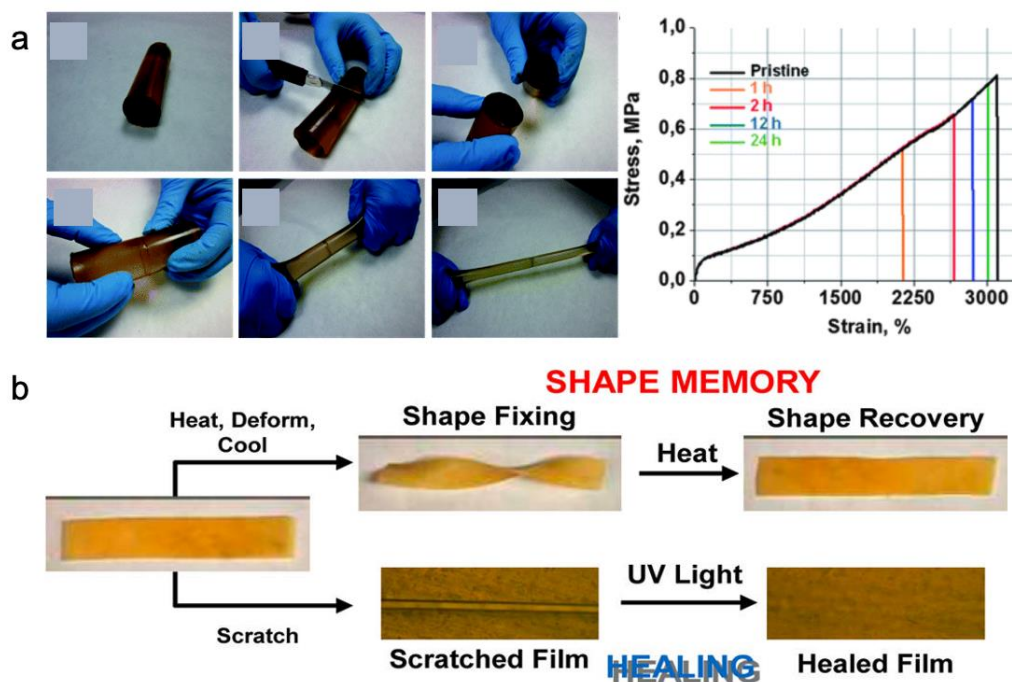 a
Stress, MPa
1,0
0,8
0,6
0,4
0,2
0,0
Pristine
1 h
2 h
12 h
24 h
0
750
1500
2250
3000
Strain, %
b
SHAPE MEMORY
Heat, Deform,
Cool
Shape Fixing
Heat
Shape Recovery
Scratch
UV Light
Scratched Film
HEALING
Healed Film